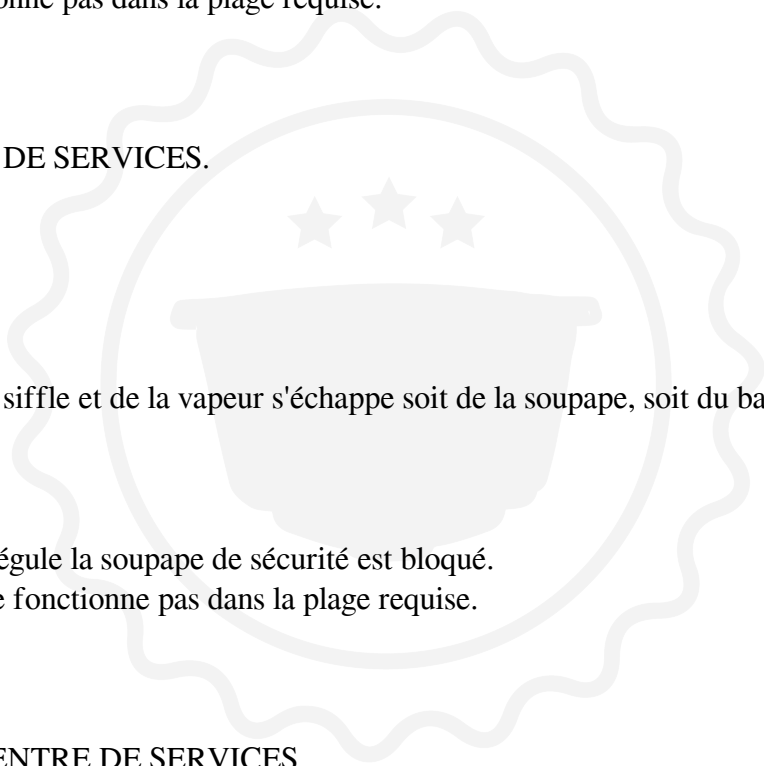 onne pas dans la plage requise.
DE SERVICES.
siffle et de la vapeur s'échappe soit de la soupape, soit du ba
égule la soupape de sécurité est bloqué.
e fonctionne pas dans la plage requise.
ENTRE DE SERVICES